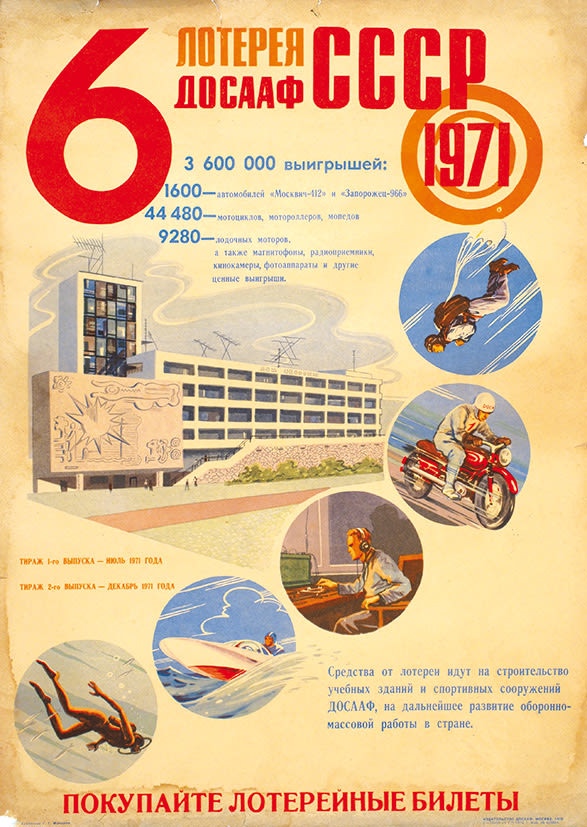 6
ЛОТЕРЕЯ
ДОСААФ СССР
1971
3 600 000 выигрышей:
1600—автомобилей «Москвич-412» и «Запорожец-966»
44 480—мотоциклов, мотороллеров, мопедов
9280—лодочных моторов,
а также магнитофоны, радиоприемники,
кинокамеры, фотоаппараты и другие
ценные выигрыши.
ТИРАЖ 1-го ВЫПУСКА — ИЮЛЬ 1971 ГОДА
ТИРАЖ 2-го ВЫПУСКА — ДЕКАБРЬ 1971 ГОДА
Средства от лотереи идут на строительство
учебных зданий и спортивных сооружений
ДОСААФ, на дальнейшее развитие оборонно-
массовой работы в стране.
ПОКУПАЙТЕ ЛОТЕРЕЙНЫЕ БИЛЕТЫ
ИЗДАТЕЛЬСТВО ДОСААФ. МОСКВА